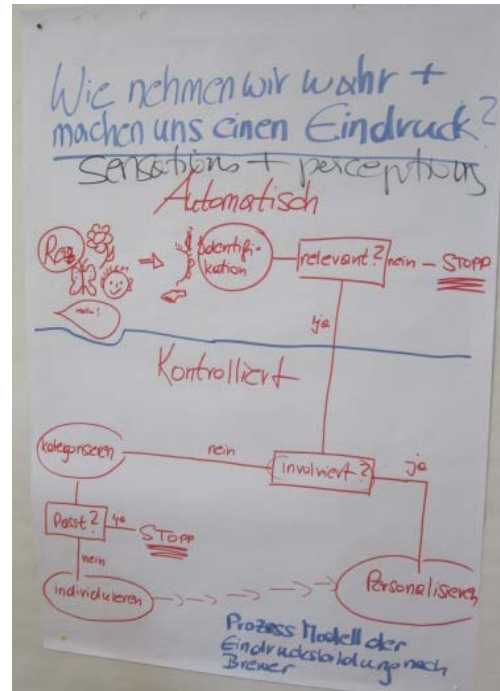 Wie nehmen wir wahr +
machen uns einen Eindruck?
sensations + perceptions
Automatisch
Hallo!
Identifi-
kation
relevant?
nein - STOPP
ja
Kontrolliert
kategorisieren
nein
involviert?
ja
Passt?
ja
STOPP
nein
individuieren
Personalisieren
Prozess Modell der
Eindrucksbildung nach
Brewer